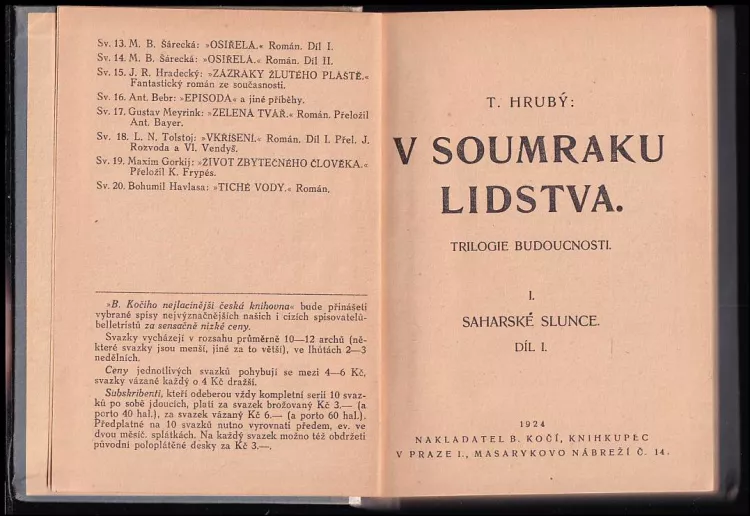 Sv. 13. M. B. Šárecká: »OSIŘELA.« Román. Díl I.
Sv. 14. M. B. Šárecká: »OSIŘELA.« Román. Díl II.
Sv. 15. J. R. Hradecký: »ZÁZRAKY ŽLUTÉHO PLÁŠTĚ.«
Fantastický román ze současnosti.
Sv. 16. Ant. Behr: »EPISODA« a jiné příběhy.
Sv. 17. Gustav Meyrink: »ZELENÁ TVÁŘ.« Román. Přeložil
Ant. Bayer.
Sv. 18. L. N. Tolstoj: »VKŘÍŠENÍ.« Román. Díl I. Přel. J.
Rozvoda a Vl. Vendyš.
Sv. 19. Maxim Gorkij: »ŽIVOT ZBYTEČNÉHO ČLOVĚKA.«
Přeložil K. Frypés.
Sv. 20. Bohumil Havlasa: »TICHÉ VODY.« Román.
»B. Kočího nejlacinější česká knihovna« bude přinášeti
vybrané spisy nejvýznačnějších našich i cizích spisovatelů-
belletristů za sensačně nízké ceny.
Svazky vycházejí v rozsahu průměrně 10—12 archů (ně-
které svazky jsou menší, jiné za to větší), ve lhůtách 2—3
nedělních.
Ceny jednotlivých svazků pohybují se mezi 4—6 Kč,
svazky vázané každý o 4 Kč dražší.
Subskribenti, kteří odeberou vždy kompletní serii 10 svaz-
ků po sobě jdoucích, platí za svazek brožovaný Kč 3.— (a
porto 40 hal.), za svazek vázaný Kč 6.— (a porto 60 hal.).
Předplatné na 10 svazků nutno vyrovnati předem, ev. ve
dvou měsíč. splátkách. Na každý svazek možno též obdržeti
původní poloplátěné desky za Kč 3.—.
T. HRUBÝ:
V SOUMRAKU
LIDSTVA.
TRILOGIE BUDOUCNOSTI.
I.
SAHARSKÉ SLUNCE.
DÍL I.
1924
NAKLADATEL B. KOČÍ, KNIHKUPEC
V PRAZE I., MASARYKOVO NÁBŘEŽÍ Č. 14.